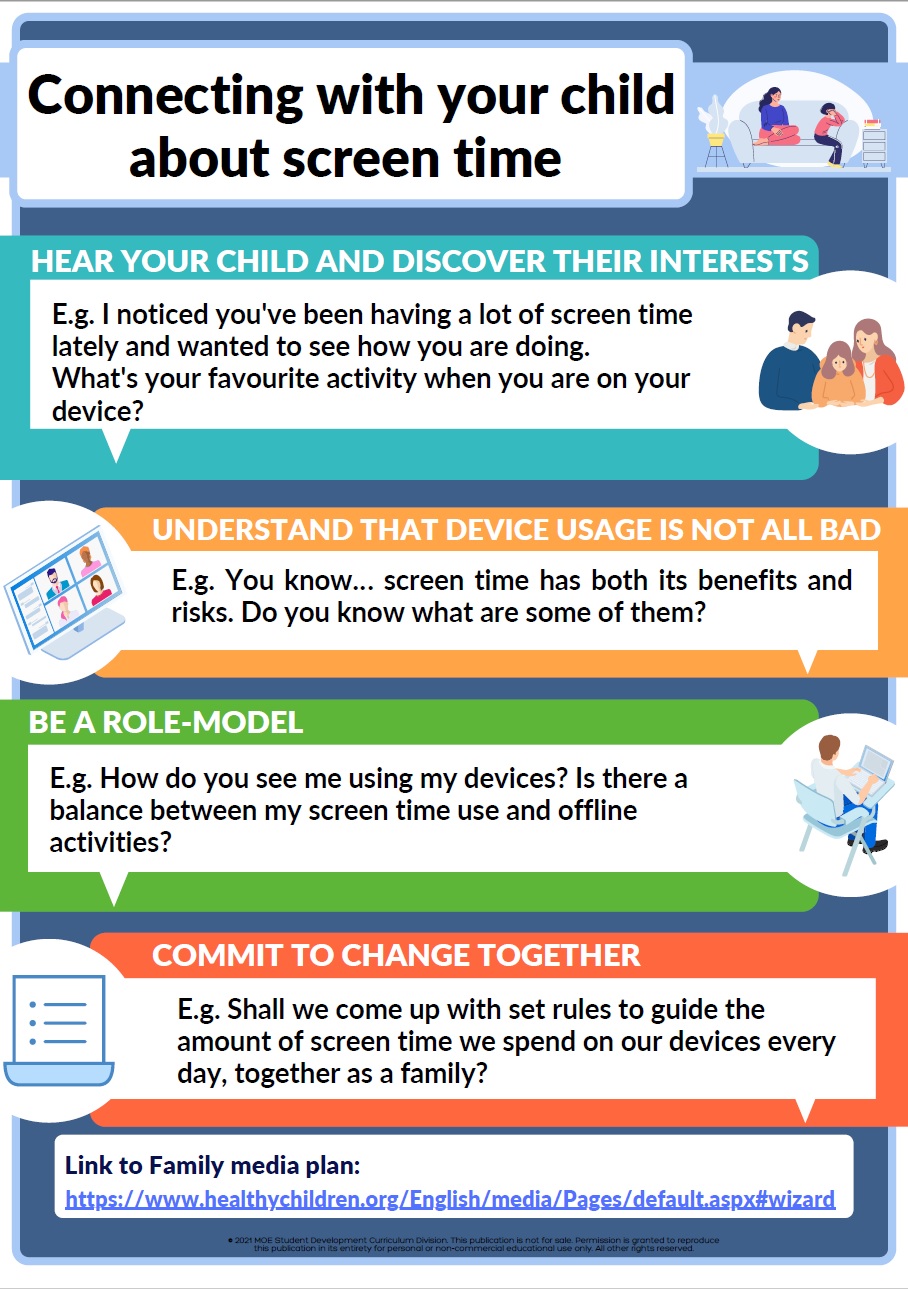 Connecting with your child
about screen time
HEAR YOUR CHILD AND DISCOVER THEIR INTERESTS
E.g. I noticed you've been having a lot of screen time
lately and wanted to see how you are doing.
What's your favourite activity when you are on your
device?
UNDERSTAND THAT DEVICE USAGE IS NOT ALL BAD
E.g. You know... screen time has both its benefits and
risks. Do you know what are some of them?
BE A ROLE-MODEL
E.g. How do you see me using my devices? Is there a
balance between my screen time use and offline
activities?
COMMIT TO CHANGE TOGETHER
E.g. Shall we come up with set rules to guide the
amount of screen time we spend on our devices every
day, together as a family?
Link to Family media plan:
https://www.healthychildren.org/English/media/Pages/default.aspx#wizard
© 2021 MOE Student Development Curriculum Division. This publication is not for sale. Permission is granted to reproduce
this publication in its entirety for personal or non-commercial educational use only. All other rights reserved.